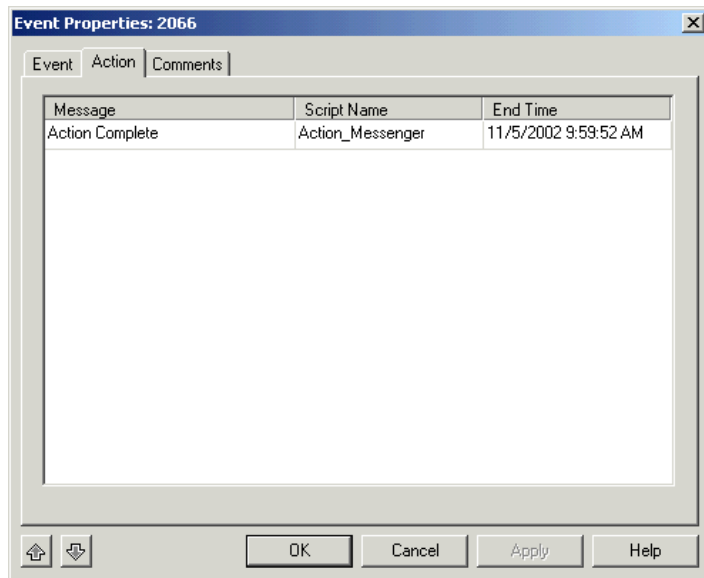 Event Properties: 2066
Event Action Comments
Message Script Name End Time
Action Complete Action_Messenger 11/5/2002 9:59:52 AM
OK Cancel Apply Help